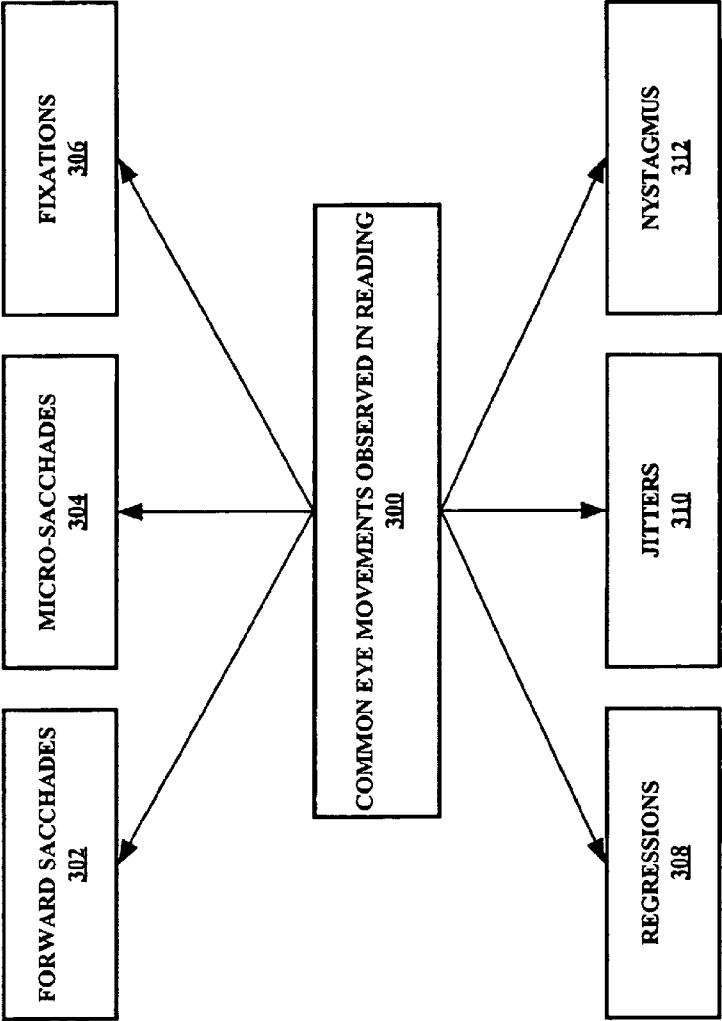 FORWARD SACCHADES
302
MICRO-SACCHADES
304
FIXATIONS
306
COMMON EYE MOVEMENTS OBSERVED IN READING
300
REGRESSIONS
308
JITTERS
310
NYSTAGMUS
312